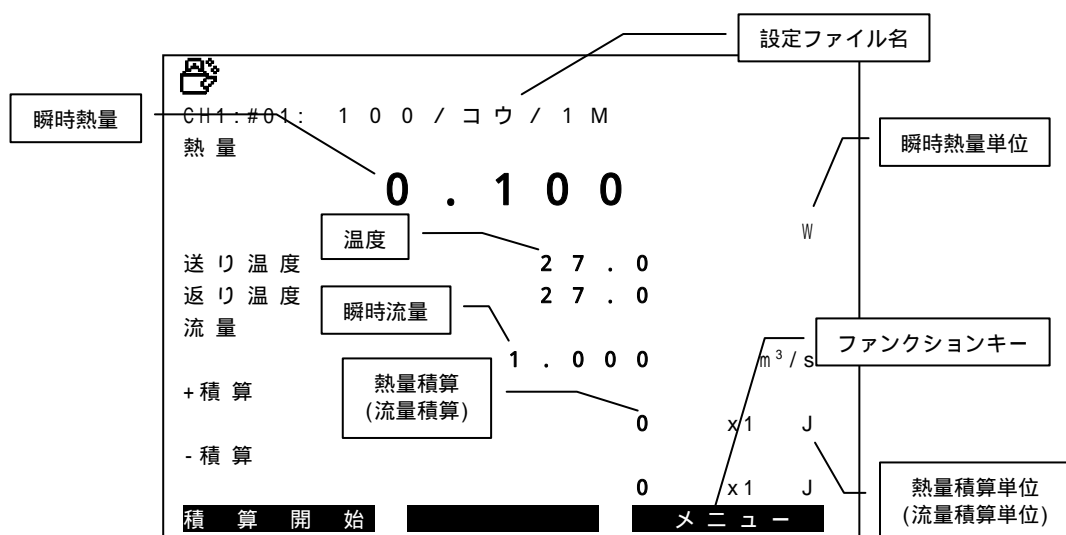 設定ファイル名
CH1:#01: 100/コウ/1M
瞬時熱量
熱量
瞬時熱量単位
0.100
W
温度
送り温度 27.0
返り温度 27.0
瞬時流量
流量
ファンクションキー
1.000 m³/s
+積算
熱量積算
(流量積算)
0 x1 J
-積算
0 x1 J
熱量積算単位
(流量積算単位)
積算開始 メニュー